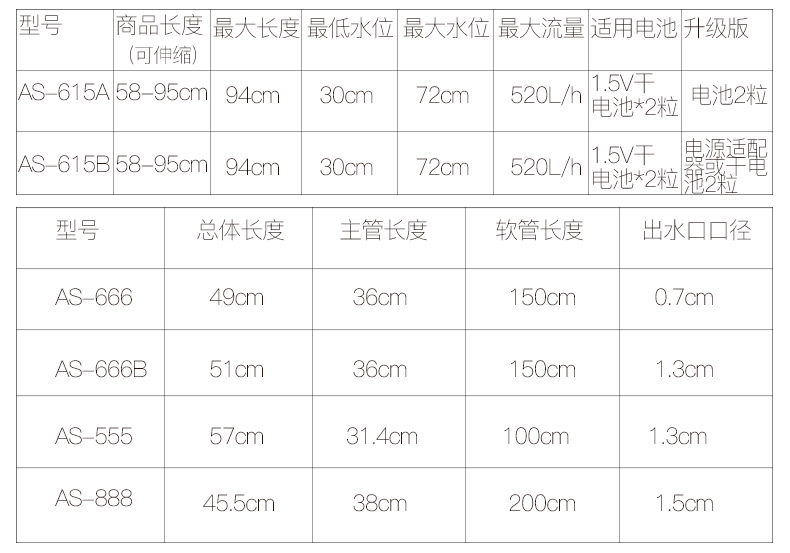 型号 商品长度 最大长度 最低水位 最大水位 最大流量 适用电池 升级版
(可伸缩)
AS-615A 58-95cm 94cm 30cm 72cm 520L/h 1.5V干 电池2粒
电池*2粒
AS-615B 58-95cm 94cm 30cm 72cm 520L/h 1.5V干 电源适配
电池*2粒 器或干电
池2粒
型号 总体长度 主管长度 软管长度 出水口口径
AS-666 49cm 36cm 150cm 0.7cm
AS-666B 51cm 36cm 150cm 1.3cm
AS-555 57cm 31.4cm 100cm 1.3cm
AS-888 45.5cm 38cm 200cm 1.5cm